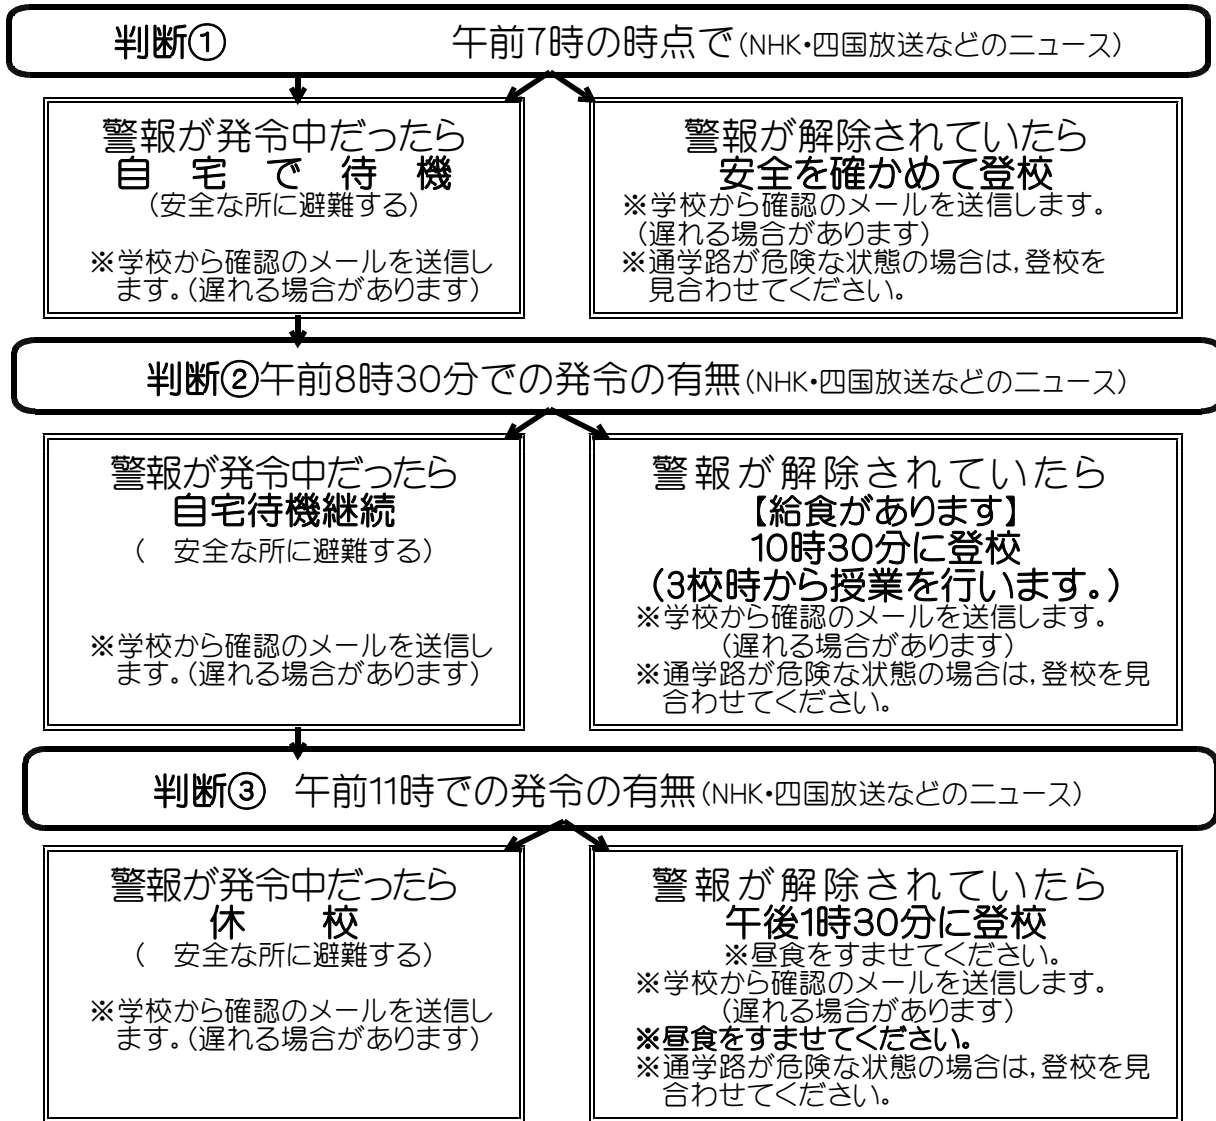 判断① 午前7時の時点で(NHK・四国放送などのニュース)
警報が発令中だったら
自宅で待機
(安全な所に避難する)
※学校から確認のメールを送信し
ます。(遅れる場合があります)
警報が解除されていたら
安全を確かめて登校
※学校から確認のメールを送信します。
(遅れる場合があります)
※通学路が危険な状態の場合は,登校を
見合わせてください。
判断②午前8時30分での発令の有無(NHK・四国放送などのニュース)
警報が発令中だったら
自宅待機継続
( 安全な所に避難する)
※学校から確認のメールを送信し
ます。(遅れる場合があります)
警報が解除されていたら
【給食があります】
10時30分に登校
(3校時から授業を行います。)
※学校から確認のメールを送信します。
(遅れる場合があります)
※通学路が危険な状態の場合は,登校を見
合わせてください。
判断③ 午前11時での発令の有無(NHK・四国放送などのニュース)
警報が発令中だったら
休 校
( 安全な所に避難する)
※学校から確認のメールを送信し
ます。(遅れる場合があります)
警報が解除されていたら
午後1時30分に登校
※昼食をすませてください。
※学校から確認のメールを送信します。
(遅れる場合があります)
※昼食をすませてください。
※通学路が危険な状態の場合は,登校を見
合わせてください。